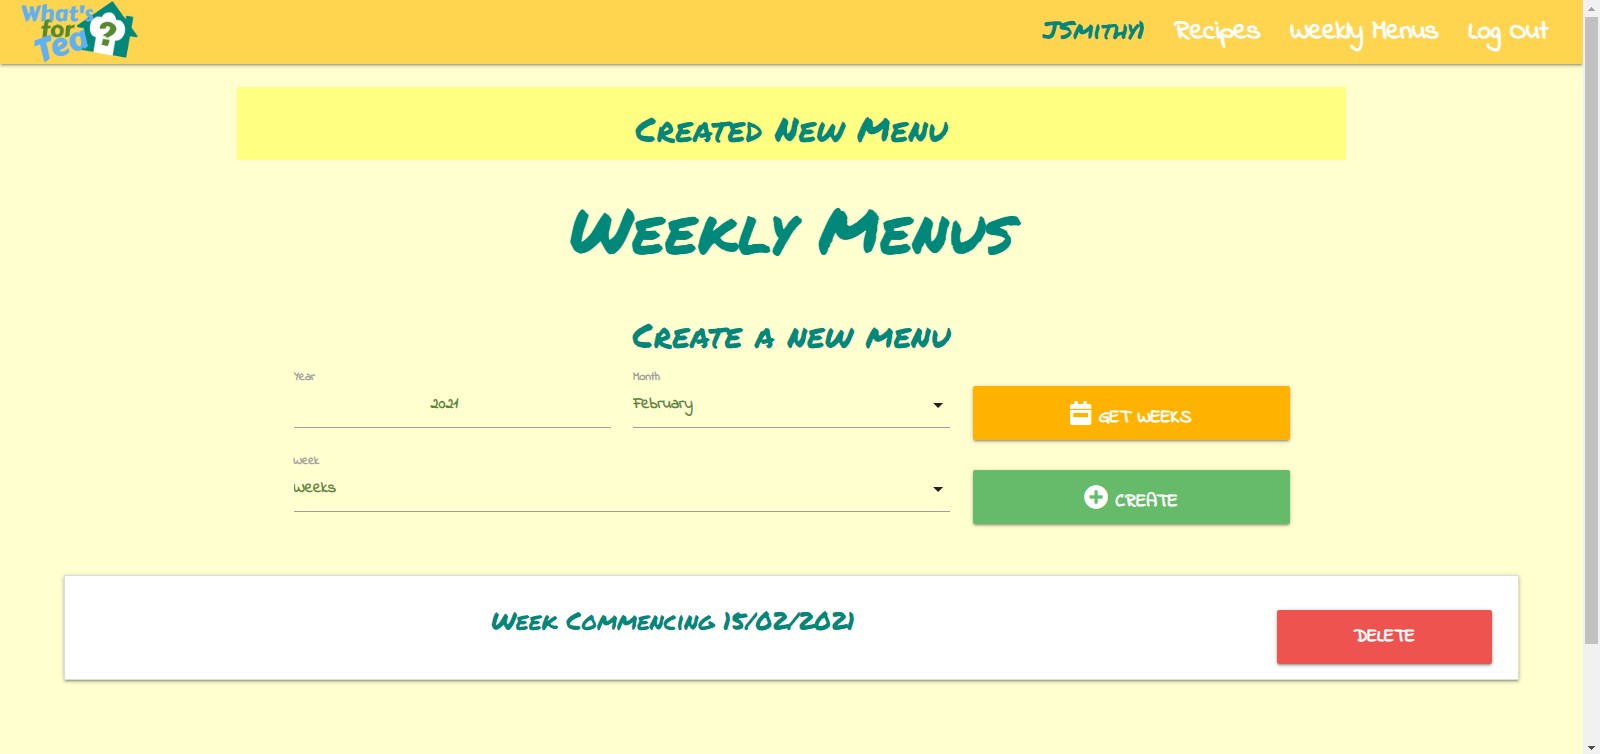 What's
for
Tea
?
JSmithy1 Recipes Weekly Menus Log Out
Created New Menu
Weekly Menus
Create a new menu
Year
2021
Month
February
GET WEEKS
Week
Weeks
CREATE
Week Commencing 15/02/2021
DELETE